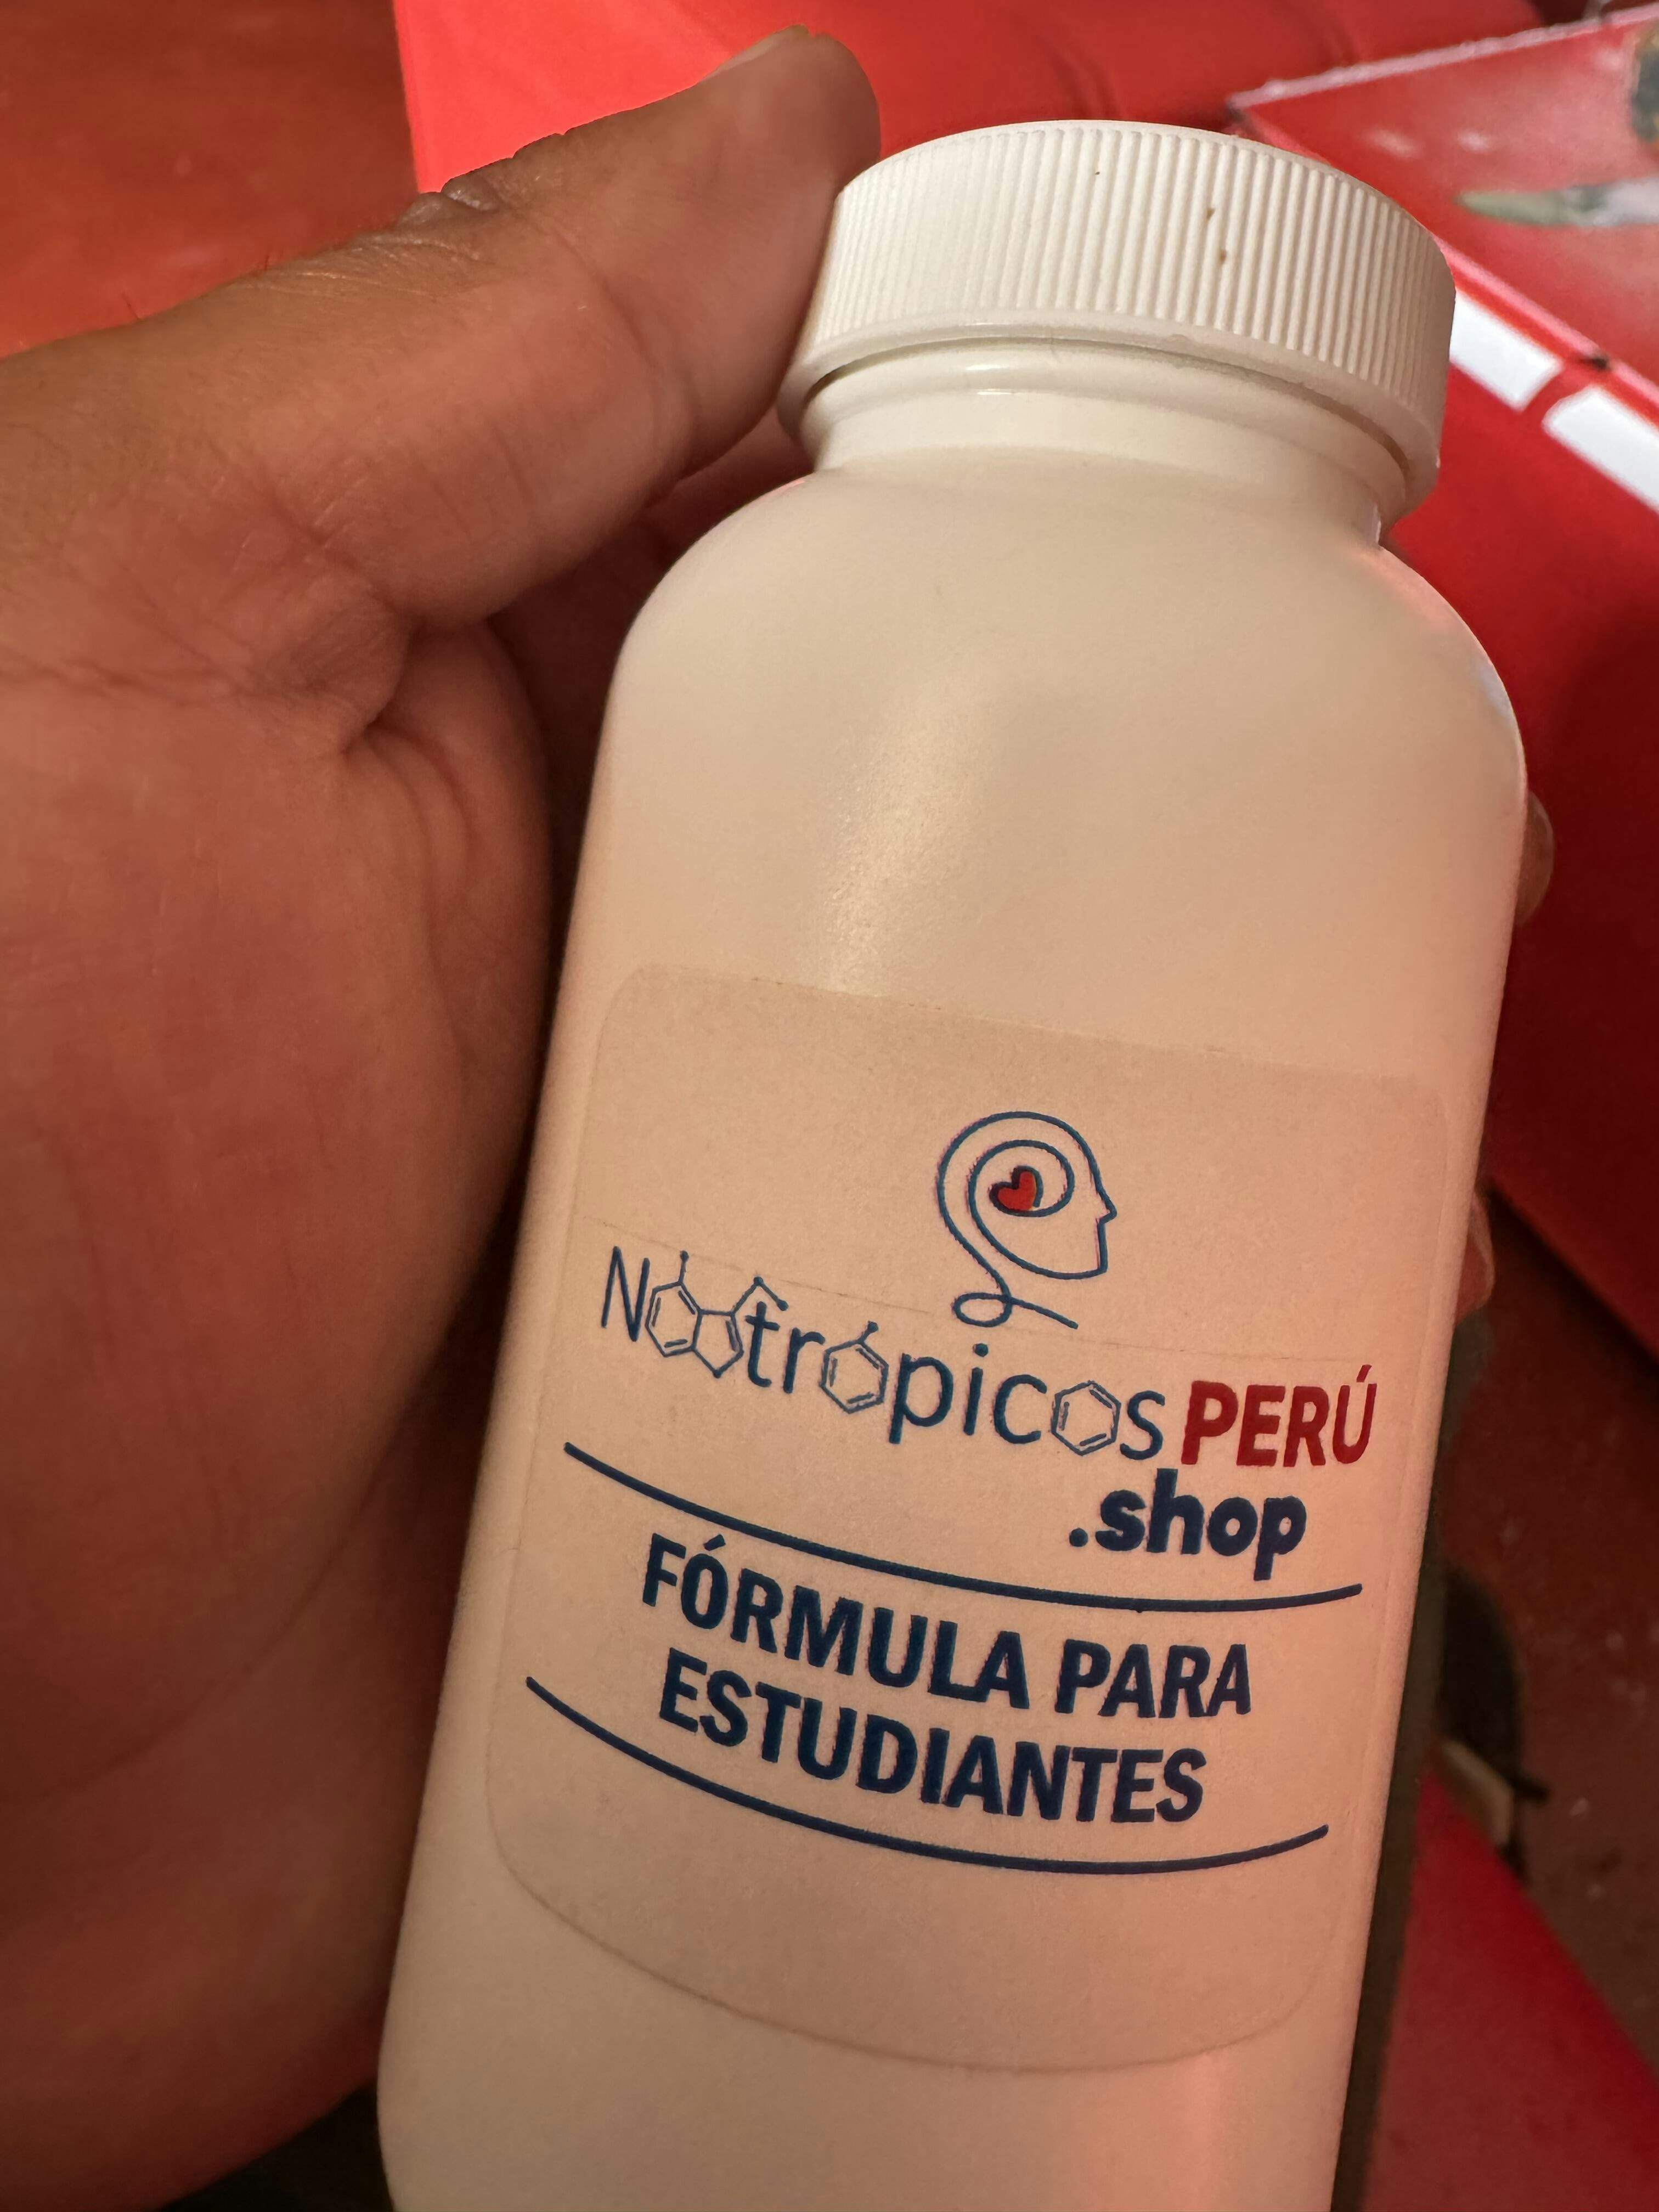 Nootrópicos PERÚ
.shop
FÓRMULA PARA
ESTUDIANTES